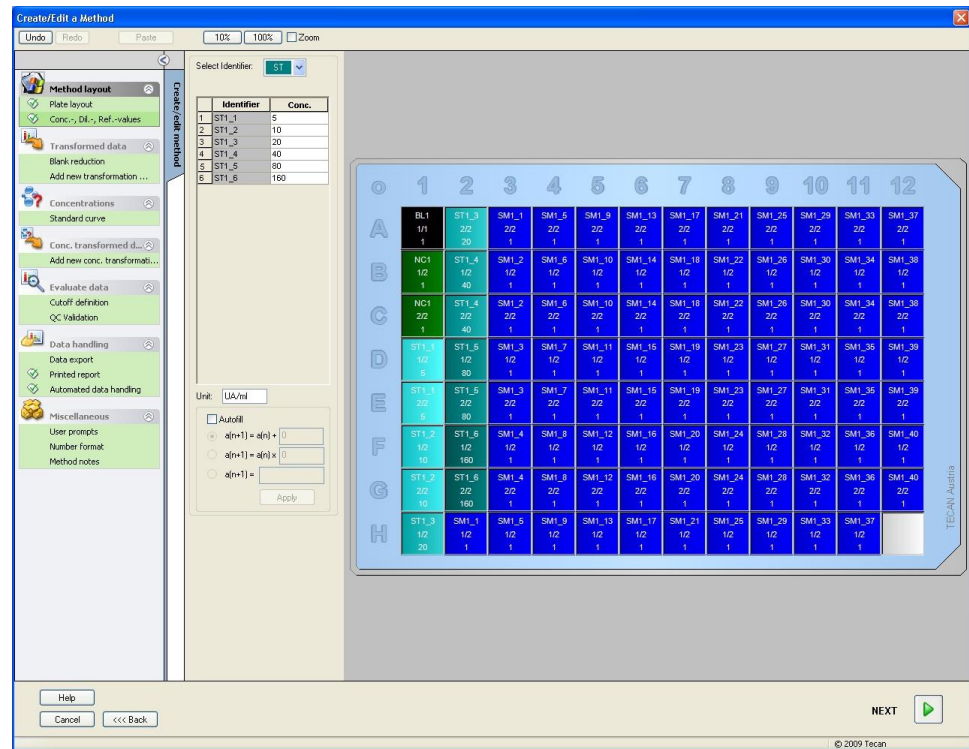 Create/Edit a Method
Undo Redo Paste 10% 100% Zoom
Create/edit method
Method layout
Plate layout
Conc.-, Dil.-, Ref.-values
Transformed data
Blank reduction
Add new transformation ...
Concentrations
Standard curve
Conc. transformed d...
Add new conc. transformati...
Evaluate data
Cutoff definition
QC Validation
Data handling
Data export
Printed report
Automated data handling
Miscellaneous
User prompts
Number format
Method notes
Select Identifier: ST
Identifier Conc.
1 ST1_1 5
2 ST1_2 10
3 ST1_3 20
4 ST1_4 40
5 ST1_5 80
6 ST1_6 160
Unit: UA/ml
Autofill
a(n+1) = a(n) + 0
a(n+1) = a(n) x 0
a(n+1) =
Apply
1 2 3 4 5 6 7 8 9 10 11 12
A BL1 ST1_3 SM1_1 SM1_5 SM1_9 SM1_13 SM1_17 SM1_21 SM1_25 SM1_29 SM1_33 SM1_37
1/1 2/2 2/2 2/2 2/2 2/2 2/2 2/2 2/2 2/2 2/2 2/2
1 20 1 1 1 1 1 1 1 1 1 1
B NC1 ST1_4 SM1_2 SM1_6 SM1_10 SM1_14 SM1_18 SM1_22 SM1_26 SM1_30 SM1_34 SM1_38
1/2 1/2 1/2 1/2 1/2 1/2 1/2 1/2 1/2 1/2 1/2 1/2
1 40 1 1 1 1 1 1 1 1 1 1
C NC1 ST1_4 SM1_2 SM1_6 SM1_10 SM1_14 SM1_18 SM1_22 SM1_26 SM1_30 SM1_34 SM1_38
2/2 2/2 2/2 2/2 2/2 2/2 2/2 2/2 2/2 2/2 2/2 2/2
1 40 1 1 1 1 1 1 1 1 1 1
D ST1_1 ST1_5 SM1_3 SM1_7 SM1_11 SM1_15 SM1_19 SM1_23 SM1_27 SM1_31 SM1_35 SM1_39
1/2 1/2 1/2 1/2 1/2 1/2 1/2 1/2 1/2 1/2 1/2 1/2
5 80 1 1 1 1 1 1 1 1 1 1
E ST1_1 ST1_5 SM1_3 SM1_7 SM1_11 SM1_15 SM1_19 SM1_23 SM1_27 SM1_31 SM1_35 SM1_39
2/2 2/2 2/2 2/2 2/2 2/2 2/2 2/2 2/2 2/2 2/2 2/2
5 80 1 1 1 1 1 1 1 1 1 1
F ST1_2 ST1_6 SM1_4 SM1_8 SM1_12 SM1_16 SM1_20 SM1_24 SM1_28 SM1_32 SM1_36 SM1_40
1/2 1/2 1/2 1/2 1/2 1/2 1/2 1/2 1/2 1/2 1/2 1/2
10 160 1 1 1 1 1 1 1 1 1 1
G ST1_2 ST1_6 SM1_4 SM1_8 SM1_12 SM1_16 SM1_20 SM1_24 SM1_28 SM1_32 SM1_36 SM1_40
2/2 2/2 2/2 2/2 2/2 2/2 2/2 2/2 2/2 2/2 2/2 2/2
10 160 1 1 1 1 1 1 1 1 1 1
H ST1_3 SM1_1 SM1_5 SM1_9 SM1_13 SM1_17 SM1_21 SM1_25 SM1_29 SM1_33 SM1_37
1/2 1/2 1/2 1/2 1/2 1/2 1/2 1/2 1/2 1/2 1/2
20 1 1 1 1 1 1 1 1 1 1
TECAN Austria
Help
Cancel <<< Back
NEXT
© 2009 Tecan